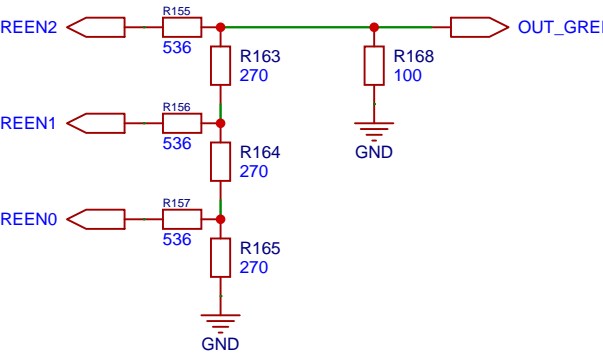 R155
REEN2
OUT_GREE
536
R163
270
R168
100
R156
REEN1
536
GND
R164
270
R157
REEN0
536
R165
270
GND